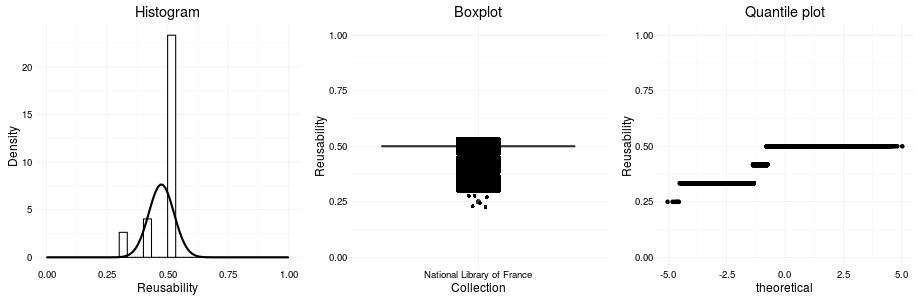 Histogram
Density
20
15
10
5
0
0.00 0.25 0.50 0.75 1.00
Reusability
Boxplot
Reusability
1.00
0.75
0.50
0.25
0.00
National Library of France
Collection
Quantile plot
Reusability
1.00
0.75
0.50
0.25
0.00
-5.0 -2.5 0.0 2.5 5.0
theoretical